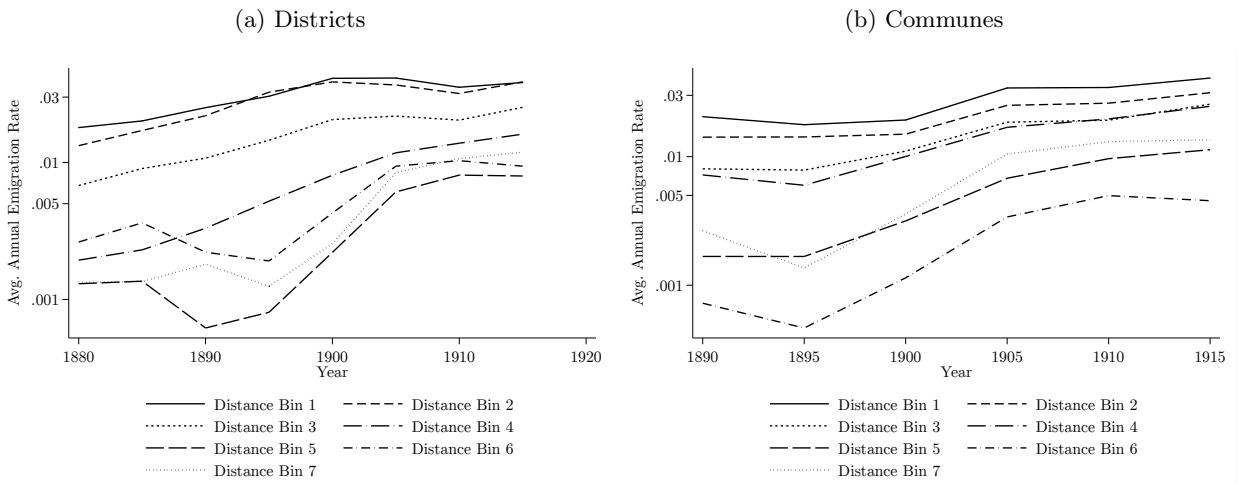 (a) Districts
Avg. Annual Emigration Rate
.03
.01
.005
.001
1880 1890 1900 1910 1920
Year
Distance Bin 1 Distance Bin 2
Distance Bin 3 Distance Bin 4
Distance Bin 5 Distance Bin 6
Distance Bin 7
(b) Communes
Avg. Annual Emigration Rate
.03
.01
.005
.001
1890 1895 1900 1905 1910 1915
Year
Distance Bin 1 Distance Bin 2
Distance Bin 3 Distance Bin 4
Distance Bin 5 Distance Bin 6
Distance Bin 7